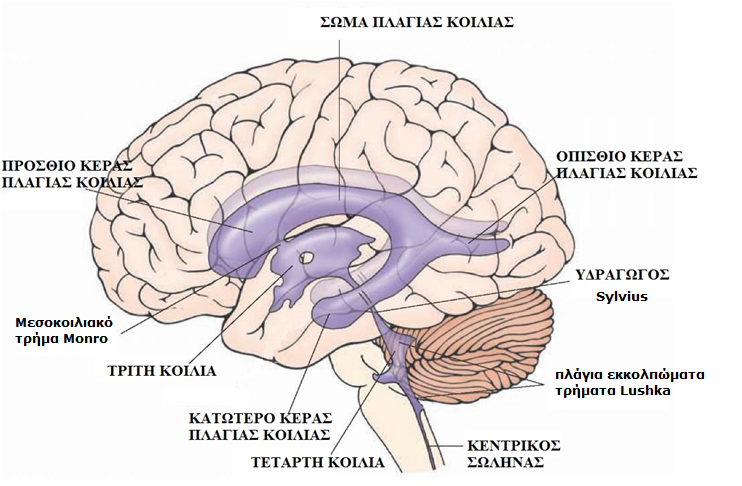 ΣΩΜΑ ΠΛΑΓΙΑΣ ΚΟΙΛΙΑΣ
ΠΡΟΣΘΙΟ ΚΕΡΑΣ
ΠΛΑΓΙΑΣ ΚΟΙΛΙΑΣ
ΟΠΙΣΘΙΟ ΚΕΡΑΣ
ΠΛΑΓΙΑΣ ΚΟΙΛΙΑΣ
ΥΔΡΑΓΩΓΟΣ
Sylvius
Μεσοκοιλιακό
τρήμα Monro
ΤΡΙΤΗ ΚΟΙΛΙΑ
πλάγια εκκολπώματα
τρήματα Lushka
ΚΑΤΩΤΕΡΟ ΚΕΡΑΣ
ΠΛΑΓΙΑΣ ΚΟΙΛΙΑΣ
ΤΕΤΑΡΤΗ ΚΟΙΛΙΑ
ΚΕΝΤΡΙΚΟΣ
ΣΩΛΗΝΑΣ